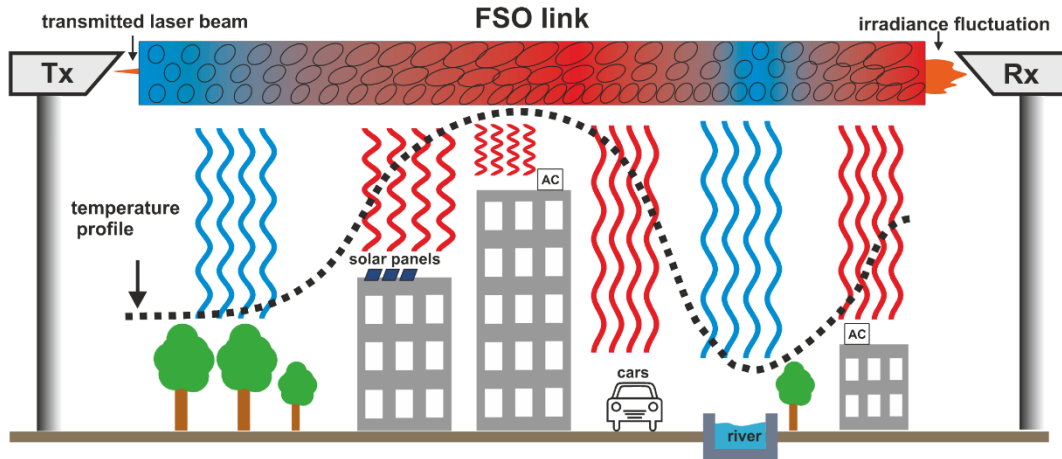 transmitted laser beam
FSO link
irradiance fluctuation
Tx
Rx
AC
temperature
profile
solar panels
AC
cars
river